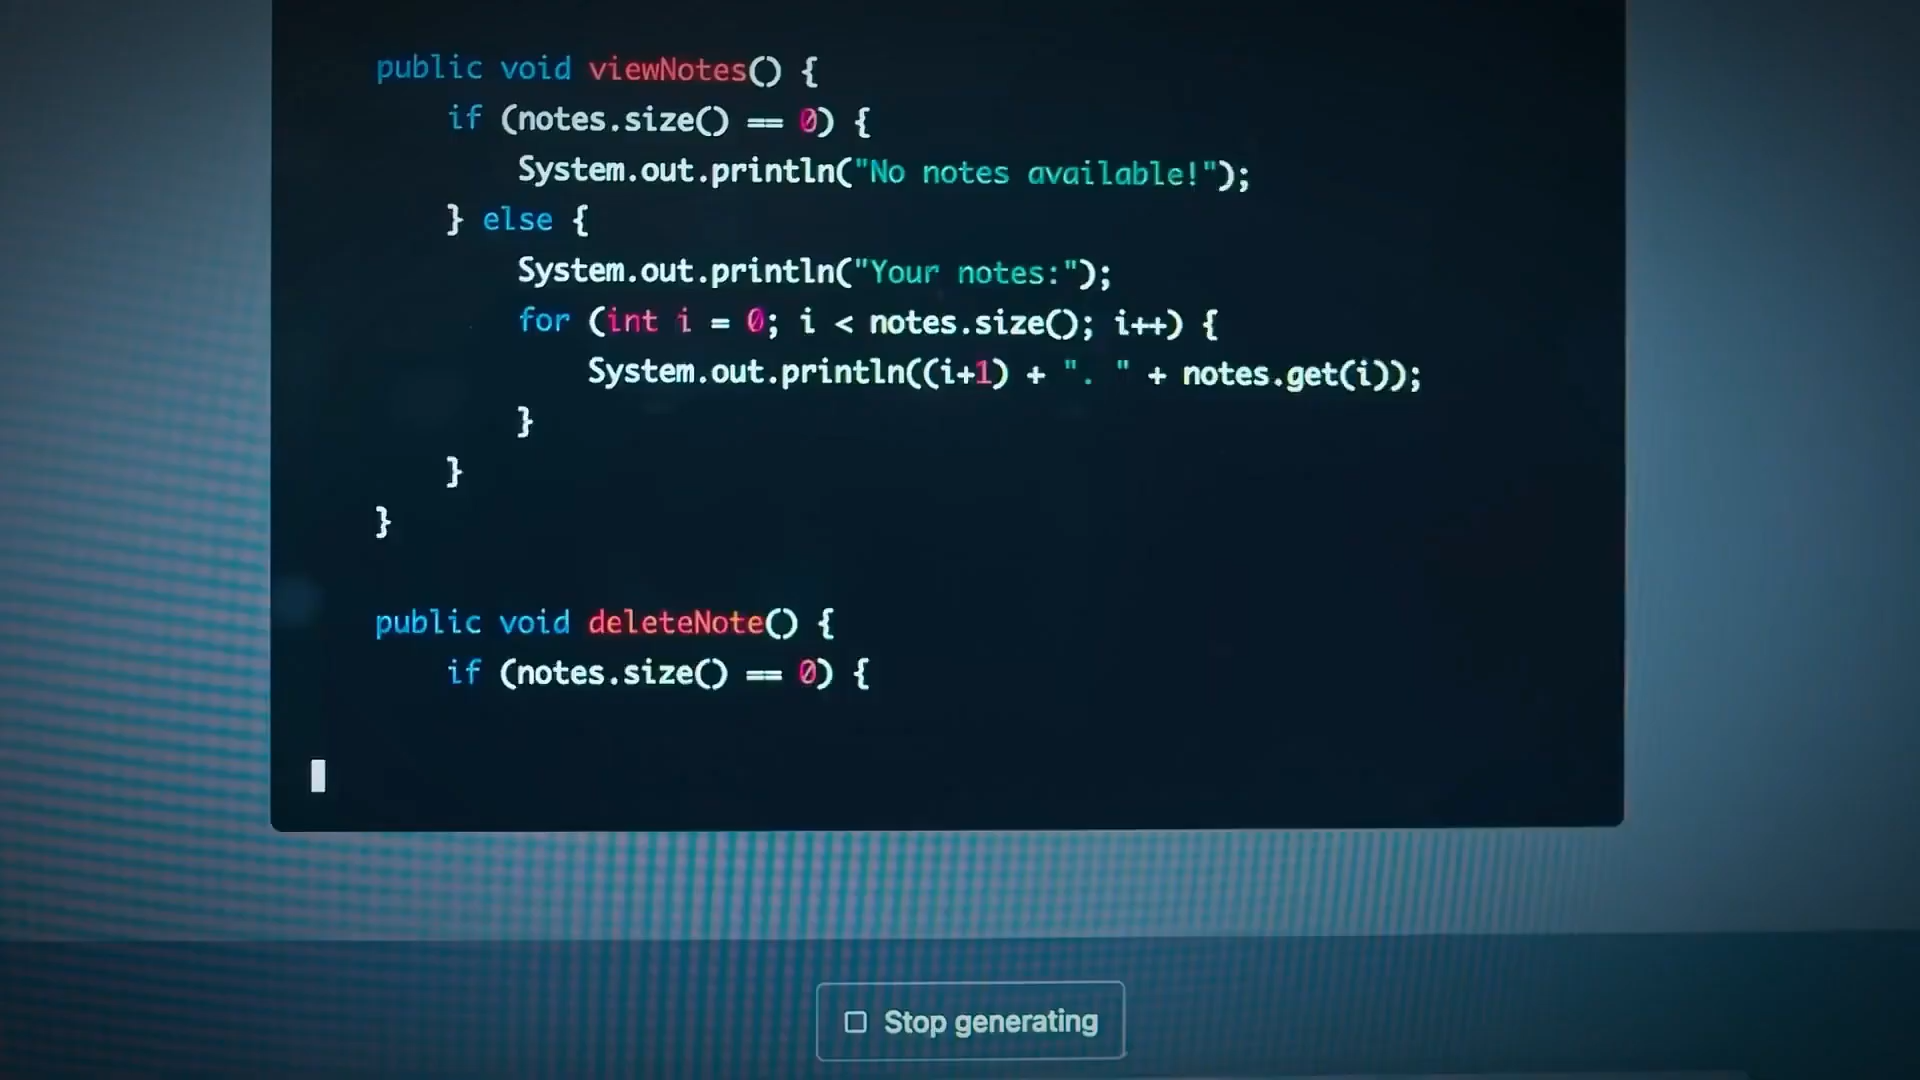 public void viewNotes() {
if (notes.size() == 0) {
System.out.println("No notes available!");
} else {
System.out.println("Your notes:");
for (int i = 0; i < notes.size(); i++) {
System.out.println((i+1) + ". " + notes.get(i));
}
}
}
public void deleteNote() {
if (notes.size() == 0) {
Stop generating